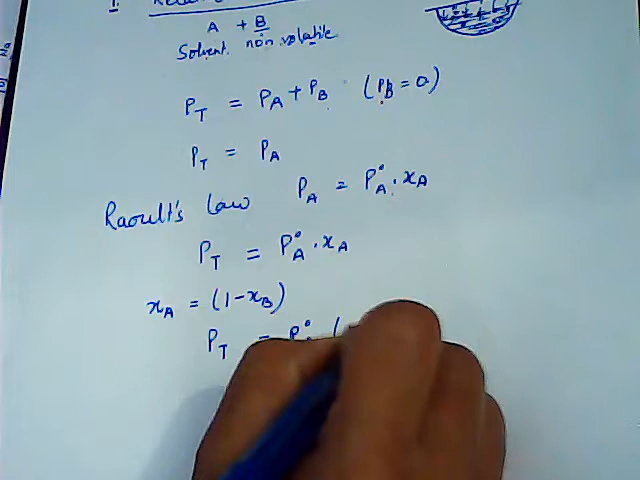 1.
A + B
Solvent non volatile
P_T = P_A + P_B (P_B = 0)
P_T = P_A
Raoult's Law P_A = P°_A . x_A
P_T = P°_A . x_A
x_A = (1-x_B)
P_T = P° (